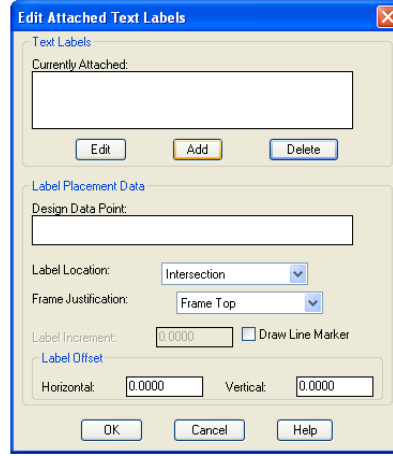 Edit Attached Text Labels
Text Labels
Currently Attached:
Edit Add Delete
Label Placement Data
Design Data Point:
Label Location: Intersection
Frame Justification: Frame Top
Label Increment: 0.0000 Draw Line Marker
Label Offset
Horizontal: 0.0000 Vertical: 0.0000
OK Cancel Help